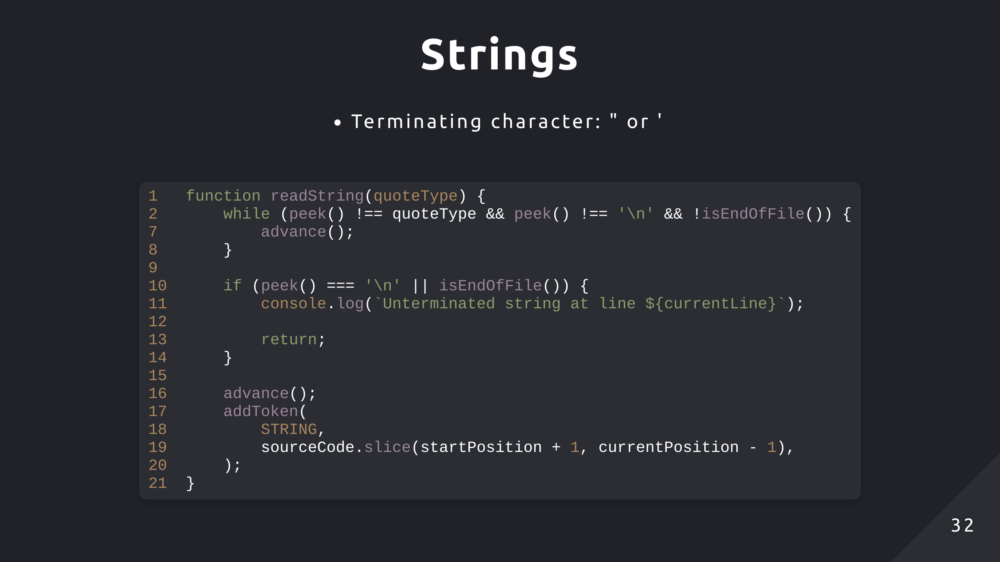 Strings
• Terminating character: " or '
1   function readString(quoteType) {
2       while (peek() !== quoteType && peek() !== '\n' && !isEndOfFile()) {
7           advance();
8       }
9
10      if (peek() === '\n' || isEndOfFile()) {
11          console.log(`Unterminated string at line ${currentLine}`);
12
13          return;
14      }
15
16      advance();
17      addToken(
18          STRING,
19          sourceCode.slice(startPosition + 1, currentPosition - 1),
20      );
21  }
32